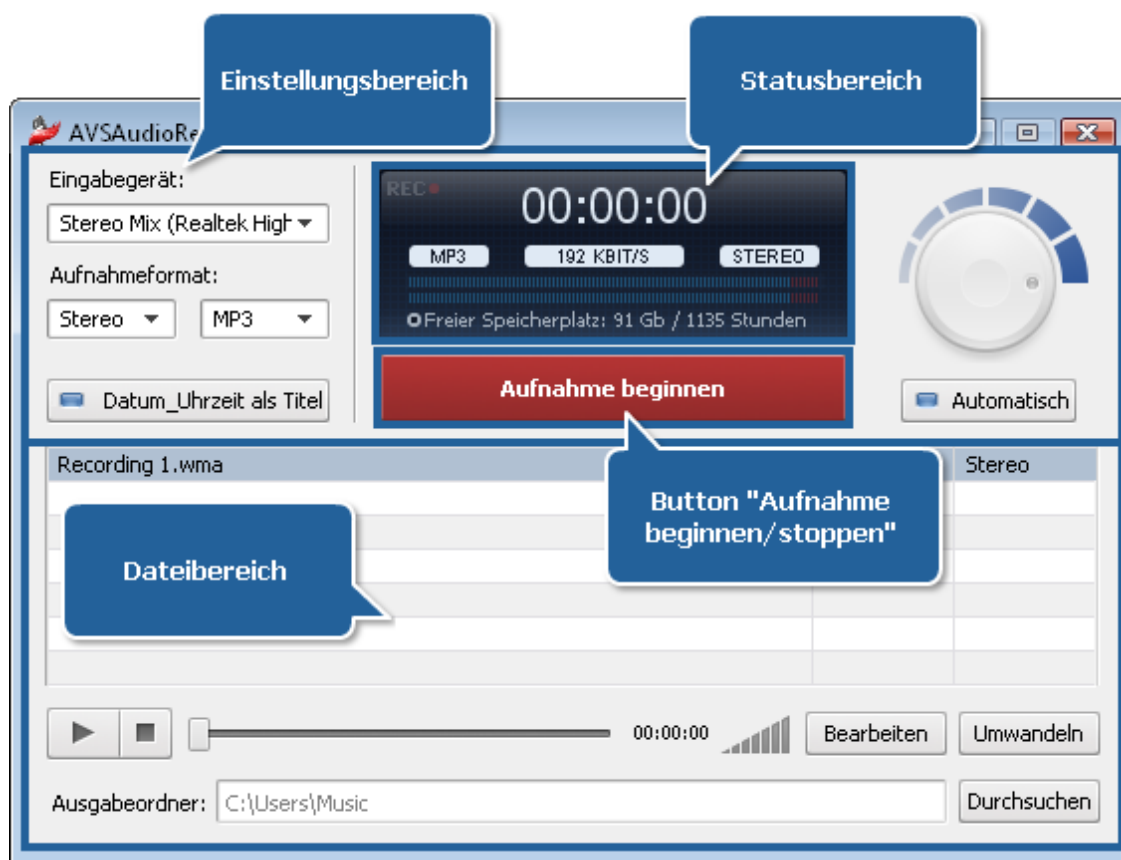 Einstellungsbereich
Statusbereich
AVSAudioRe
Eingabegerät:
Stereo Mix (Realtek High
Aufnahmeformat:
Stereo
MP3
Datum_Uhrzeit als Titel
REC
00:00:00
MP3
192 KBIT/S
STEREO
Freier Speicherplatz: 91 Gb / 1135 Stunden
Aufnahme beginnen
Automatisch
Recording 1.wma
Stereo
Button "Aufnahme
beginnen/stoppen"
Dateibereich
00:00:00
Bearbeiten
Umwandeln
Ausgabeordner:
C:\Users\Music
Durchsuchen